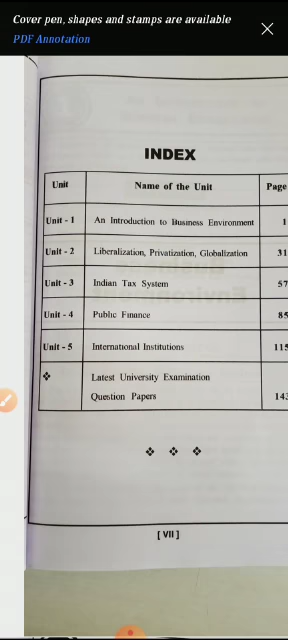 Cover pen, shapes and stamps are available
PDF Annotation
INDEX
Unit Name of the Unit Page
Unit - 1 An Introduction to Business Environment 1
Unit - 2 Liberalization, Privatization, Globalization 31
Unit - 3 Indian Tax System 57
Unit - 4 Public Finance 85
Unit - 5 International Institutions 115
❖ Latest University Examination
Question Papers 143
❖ ❖ ❖
[ VII ]